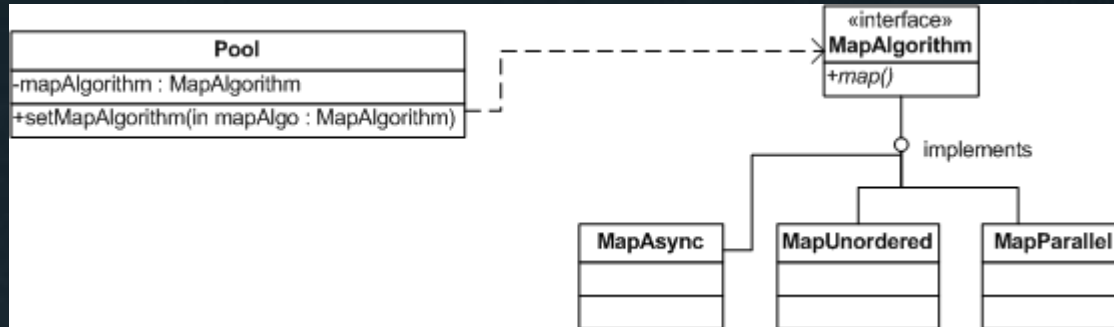 Pool
-mapAlgorithm : MapAlgorithm
+setMapAlgorithm(in mapAlgo : MapAlgorithm)
«interface»
MapAlgorithm
+map()
implements
MapAsync
MapUnordered
MapParallel